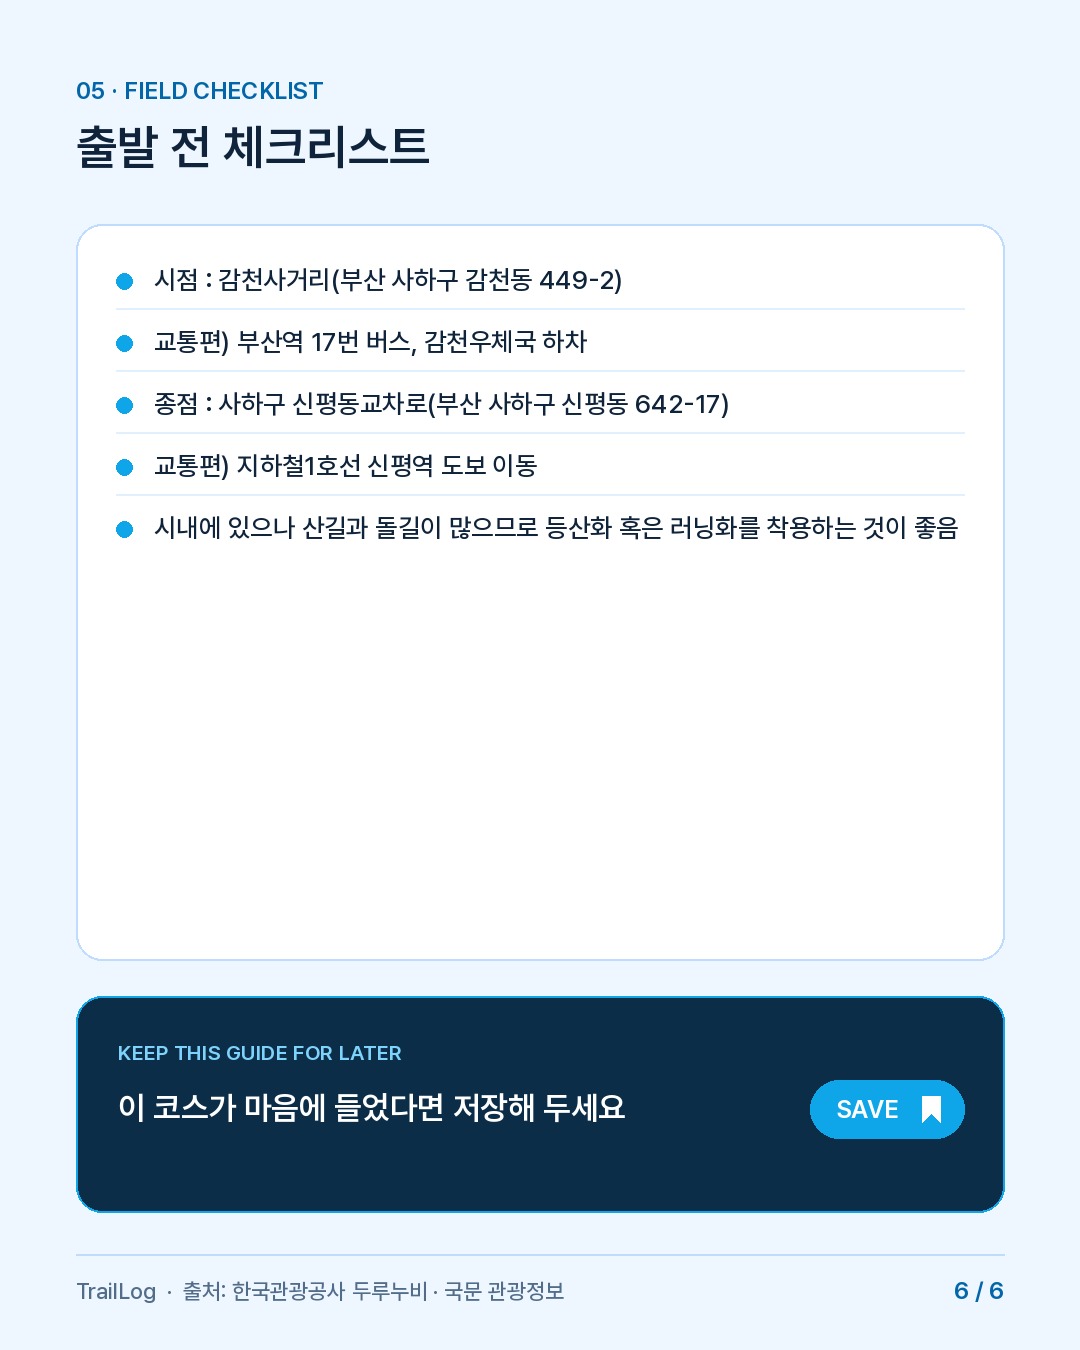 05 · FIELD CHECKLIST
출발 전 체크리스트
시점 : 감천사거리(부산 사하구 감천동 449-2)
교통편) 부산역 17번 버스, 감천우체국 하차
종점 : 사하구 신평동교차로(부산 사하구 신평동 642-17)
교통편) 지하철1호선 신평역 도보 이동
시내에 있으나 산길과 돌길이 많으므로 등산화 혹은 러닝화를 착용하는 것이 좋음
KEEP THIS GUIDE FOR LATER
이 코스가 마음에 들었다면 저장해 두세요
SAVE
TrailLog · 출처: 한국관광공사 두루누비 · 국문 관광정보
6 / 6